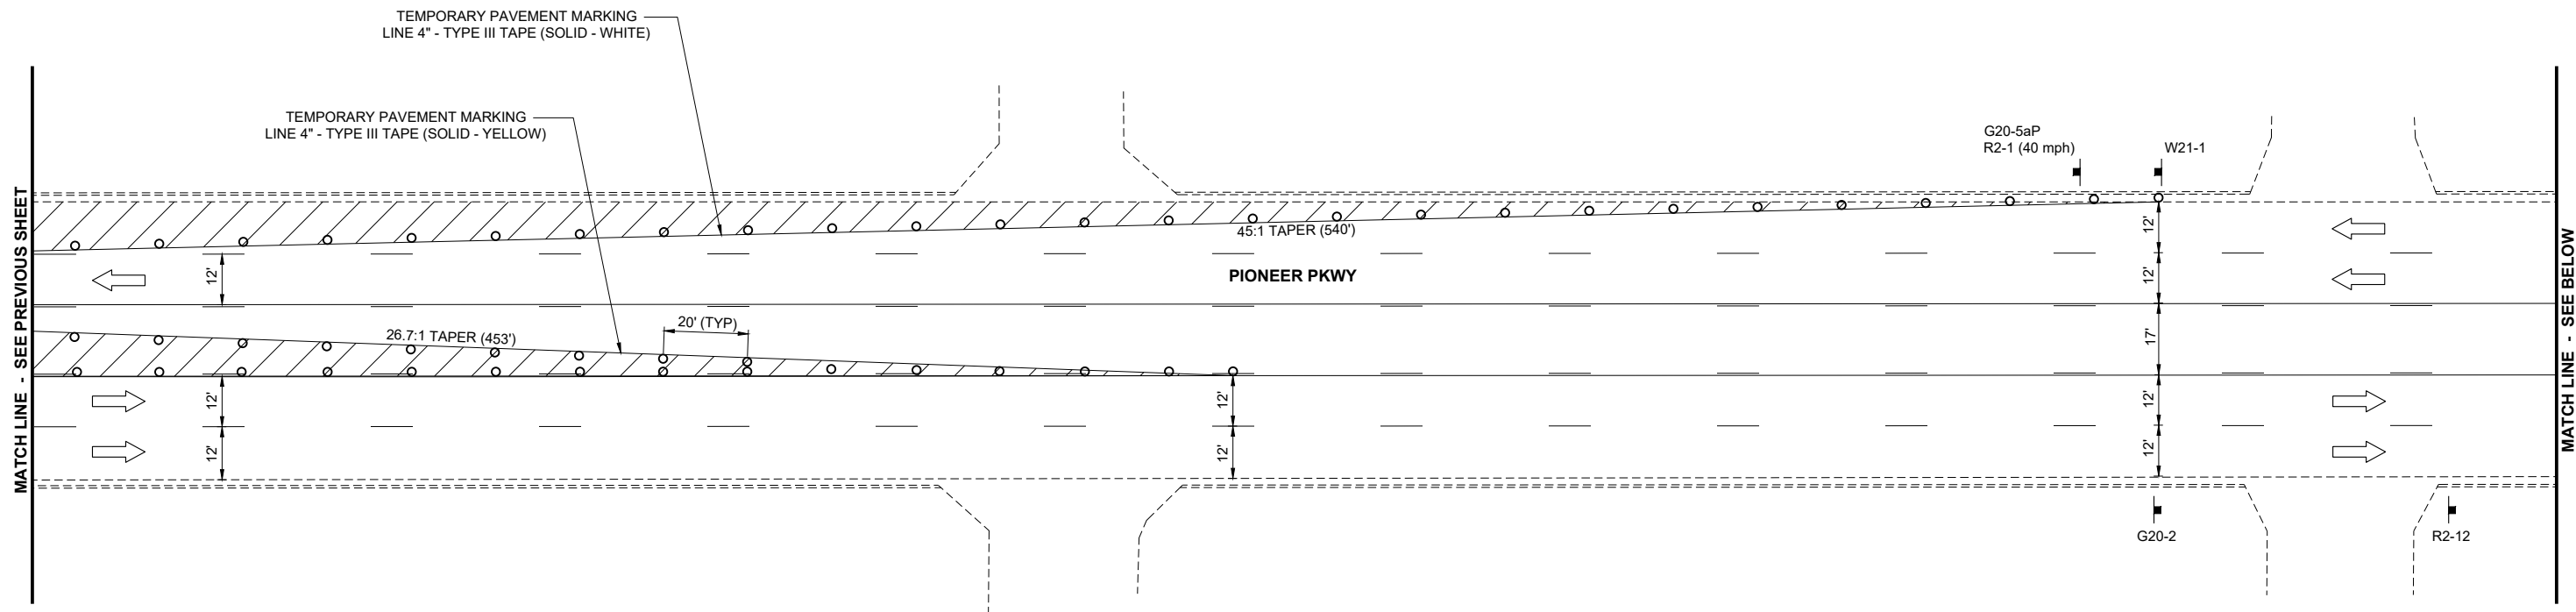 TEMPORARY PAVEMENT MARKING
LINE 4" - TYPE III TAPE (SOLID - WHITE)
TEMPORARY PAVEMENT MARKING
LINE 4" - TYPE III TAPE (SOLID - YELLOW)
G20-5aP
R2-1 (40 mph)
W21-1
MATCH LINE - SEE PREVIOUS SHEET
45:1 TAPER (540')
12'
12'
PIONEER PKWY
12'
20' (TYP)
26.7:1 TAPER (453')
17'
MATCH LINE - SEE BELOW
12'
12'
12'
12'
12'
12'
G20-2
R2-12